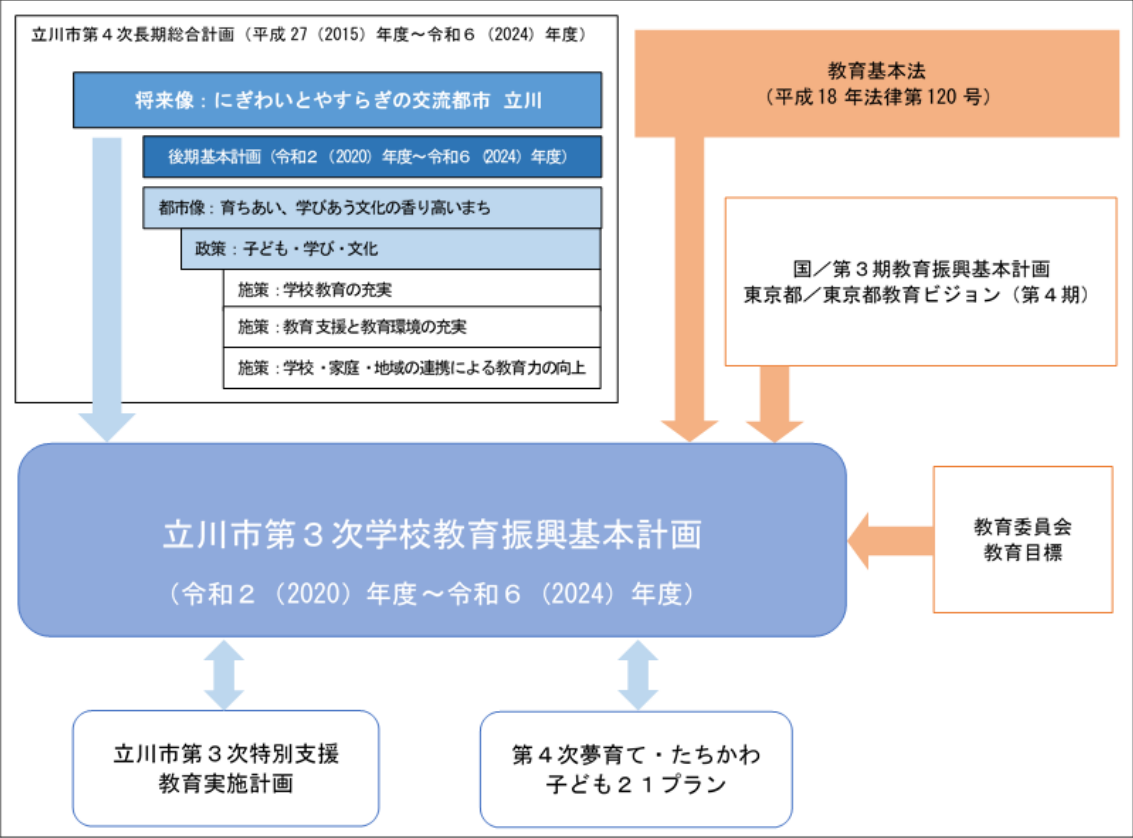 立川市第４次長期総合計画（平成27（2015）年度～令和６（2024）年度）
将来像：にぎわいとやすらぎの交流都市 立川
後期基本計画（令和２（2020）年度～令和６（2024）年度）
都市像：育ちあい、学びあう文化の香り高いまち
政策：子ども・学び・文化
施策：学校教育の充実
施策：教育支援と教育環境の充実
施策：学校・家庭・地域の連携による教育力の向上
教育基本法
（平成18年法律第120号）
国／第３期教育振興基本計画
東京都／東京都教育ビジョン（第４期）
立川市第３次学校教育振興基本計画
（令和２（2020）年度～令和６（2024）年度）
教育委員会
教育目標
立川市第３次特別支援
教育実施計画
第４次夢育て・たちかわ
子ども２１プラン